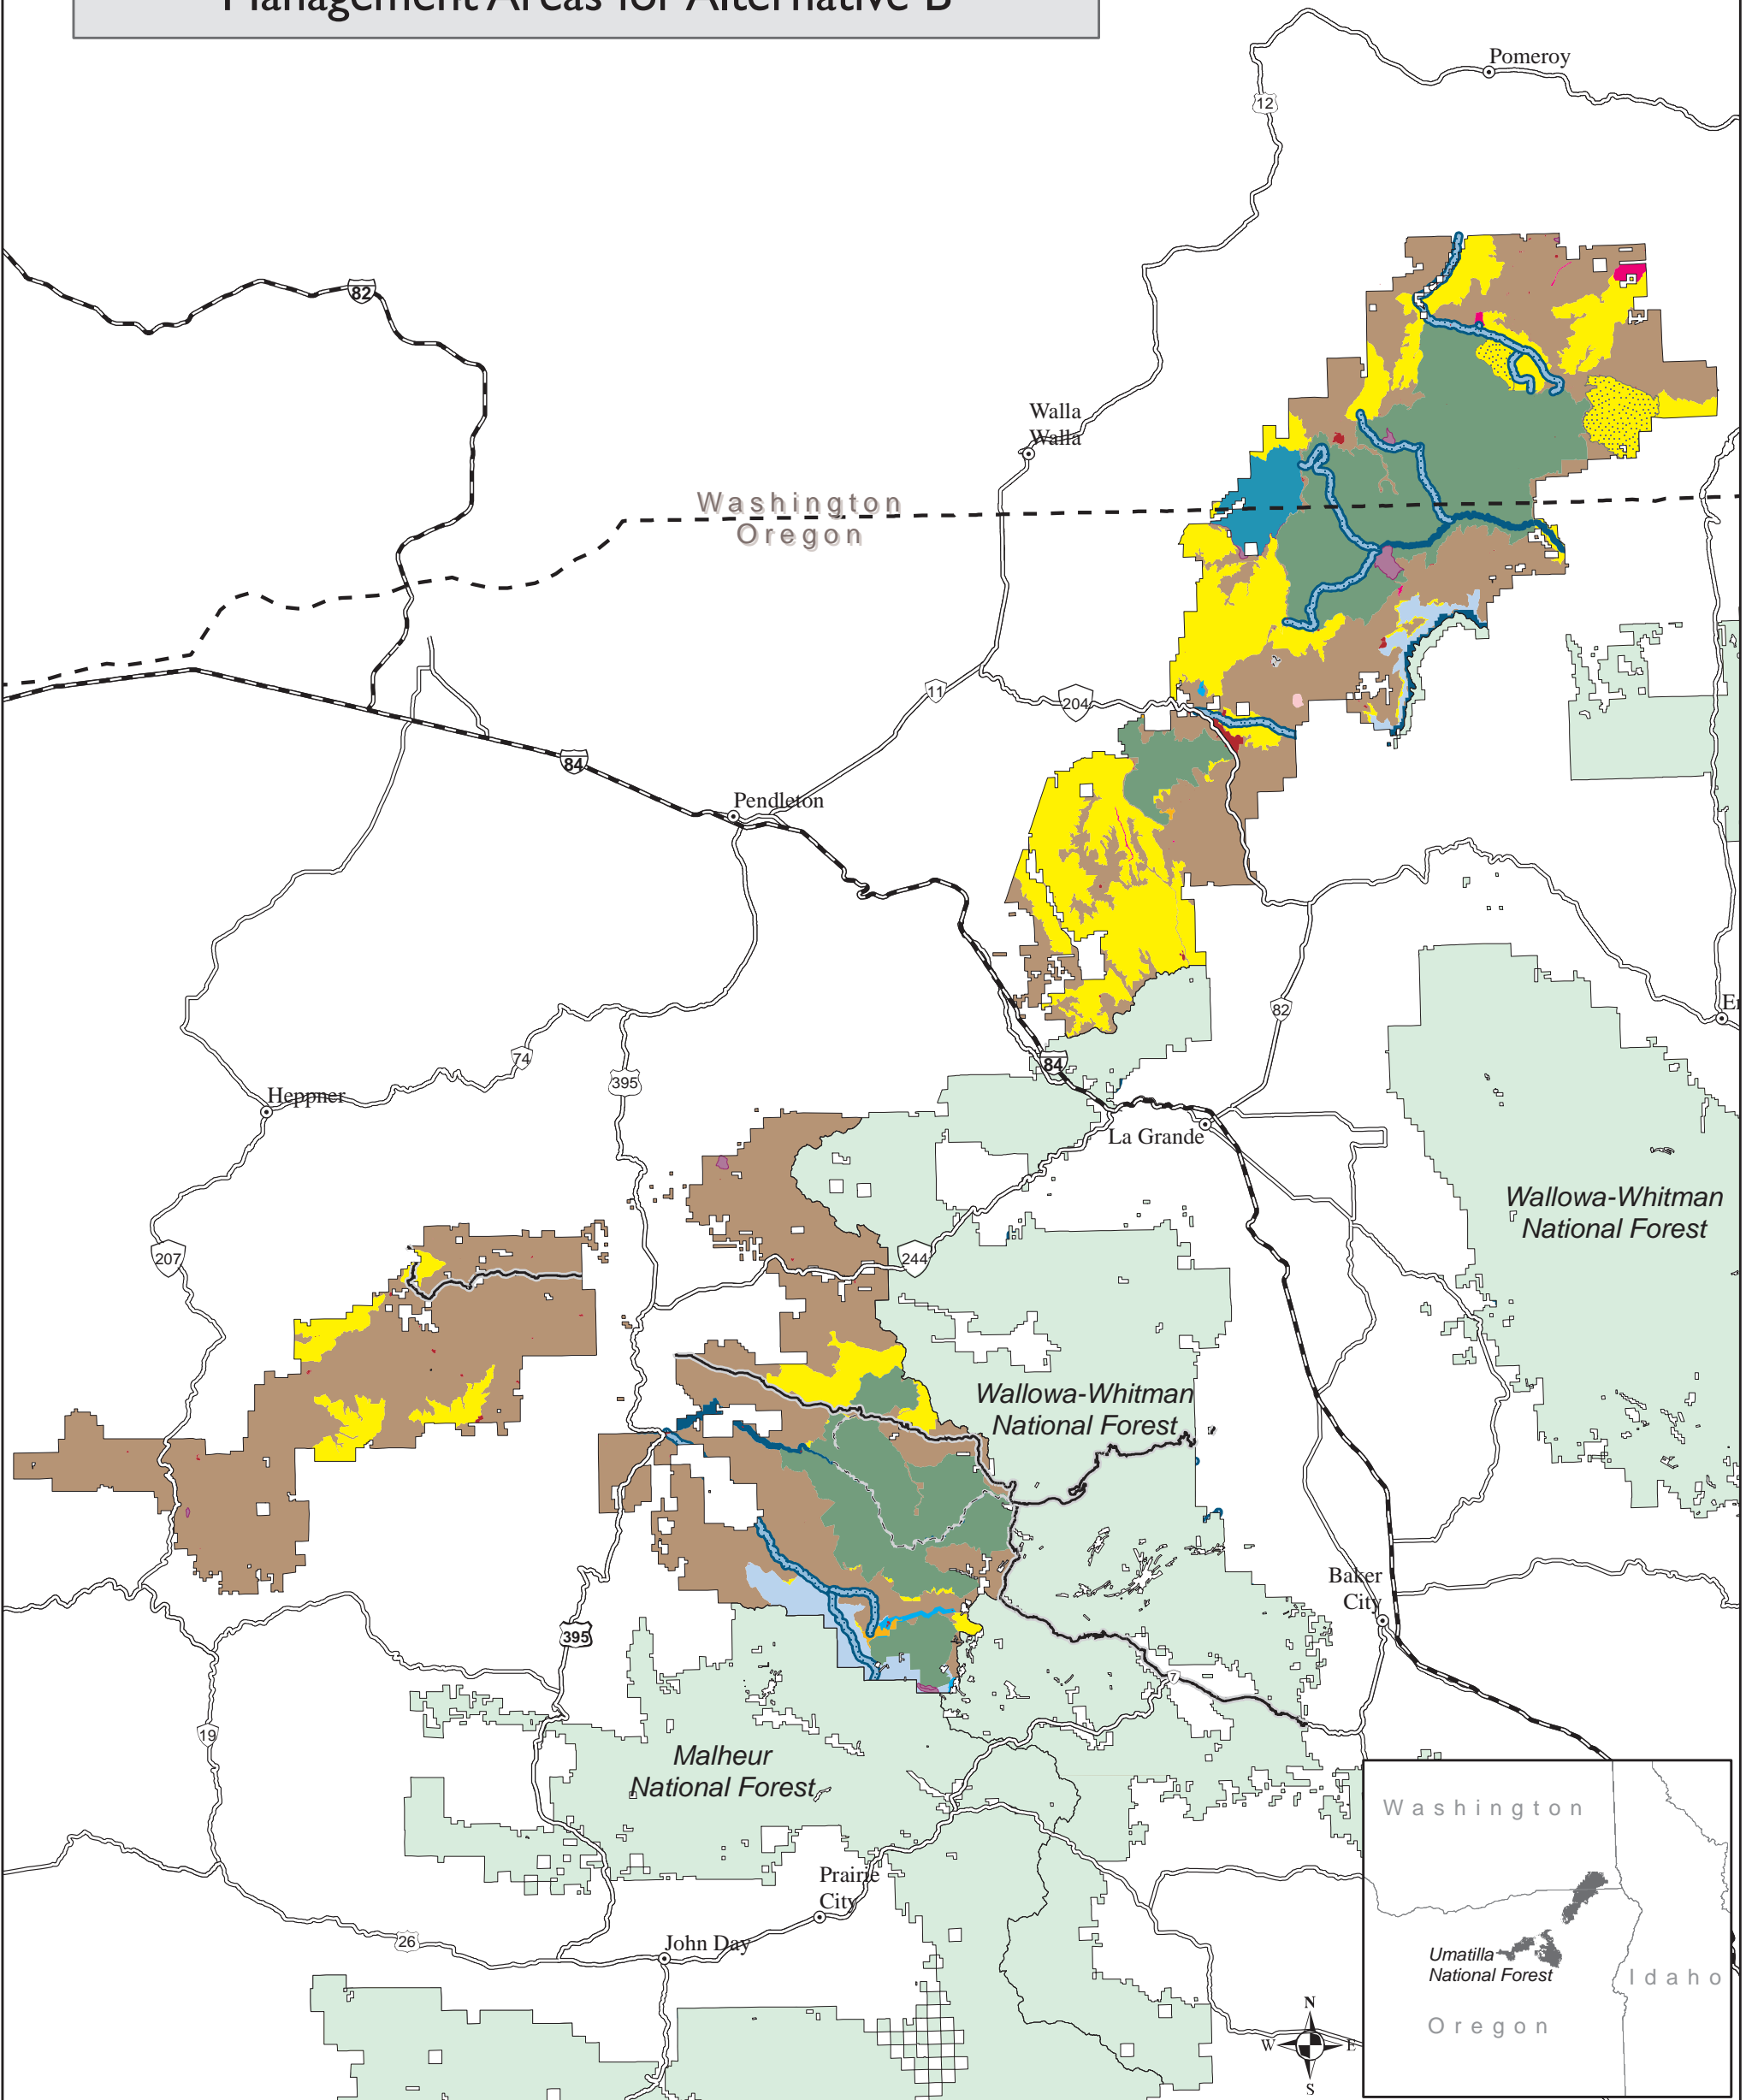 Management Areas for Alternative B
Pomeroy
12
82
Walla
Walla
Washington
Oregon
11
204
84
Pendleton
82
74
84
395
Heppner
La Grande
Wallowa-Whitman
National Forest
207
244
Wallowa-Whitman
National Forest
Baker
City
395
7
19
Malheur
National Forest
Washington
Prairie
City
Umatilla
National Forest
Idaho
26
John Day
Oregon
N
W
E
S